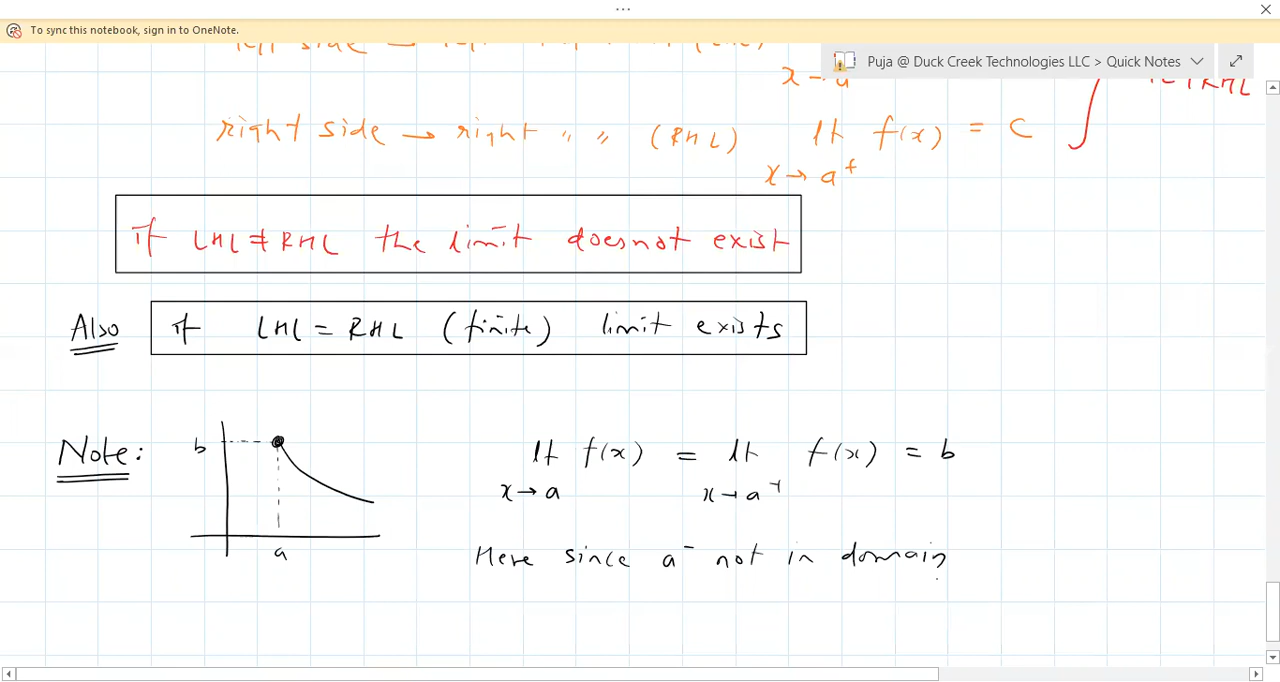 To sync this notebook, sign in to OneNote.
Puja @ Duck Creek Technologies LLC > Quick Notes
left side →
x → a
right side → right " " (RHL) lt f(x) = C
x → a⁺
If LHL ≠ RHL the limit doesnot exist
Also If LHL = RHL (finite) limit exists
Note: b lt f(x) = lt f(x) = b
x → a x → a⁺
a
Here since a⁻ not in domain